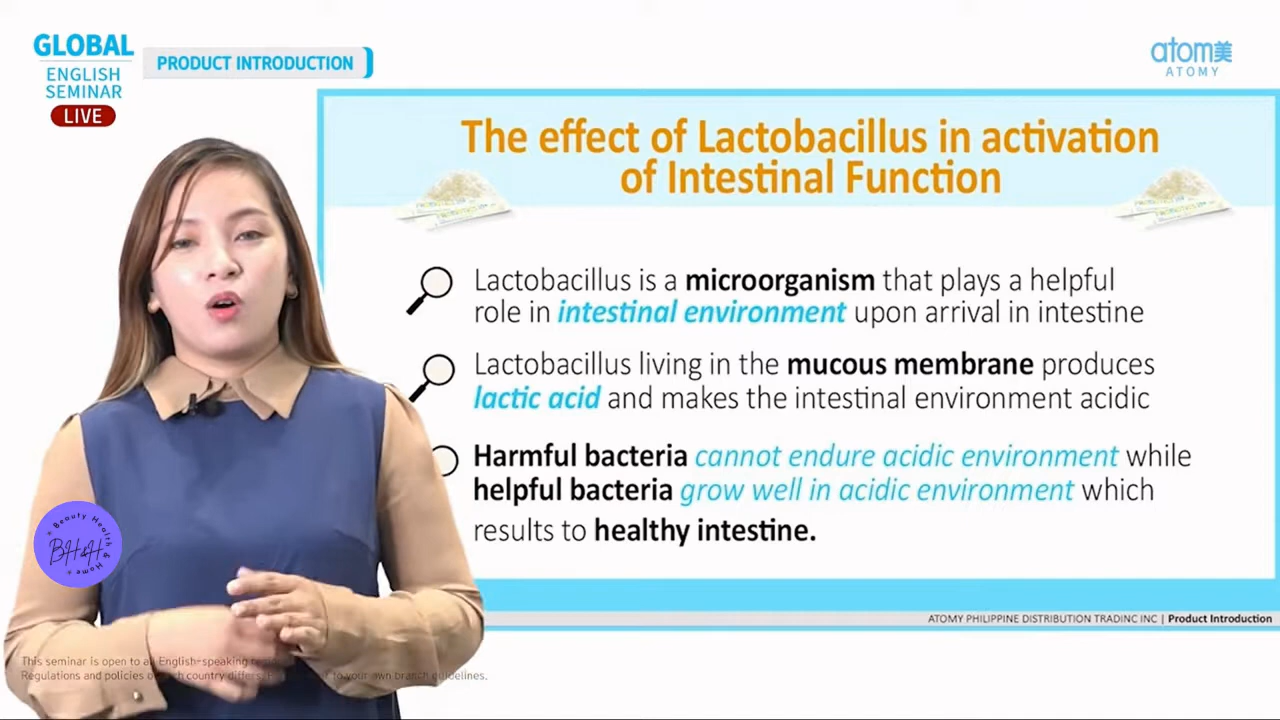 GLOBAL
ENGLISH
SEMINAR
LIVE
PRODUCT INTRODUCTION
atom美
ATOMY
The effect of Lactobacillus in activation
of Intestinal Function
Lactobacillus is a microorganism that plays a helpful
role in intestinal environment upon arrival in intestine
Lactobacillus living in the mucous membrane produces
lactic acid and makes the intestinal environment acidic
Harmful bacteria cannot endure acidic environment while
helpful bacteria grow well in acidic environment which
results to healthy intestine.
Beauty Health & Home
BH&H
ATOMY PHILIPPINE DISTRIBUTION TRADINC INC | Product Introduction
This seminar is open to all English-speaking
Regulations and policies of each country differs. to your own branch guidelines.